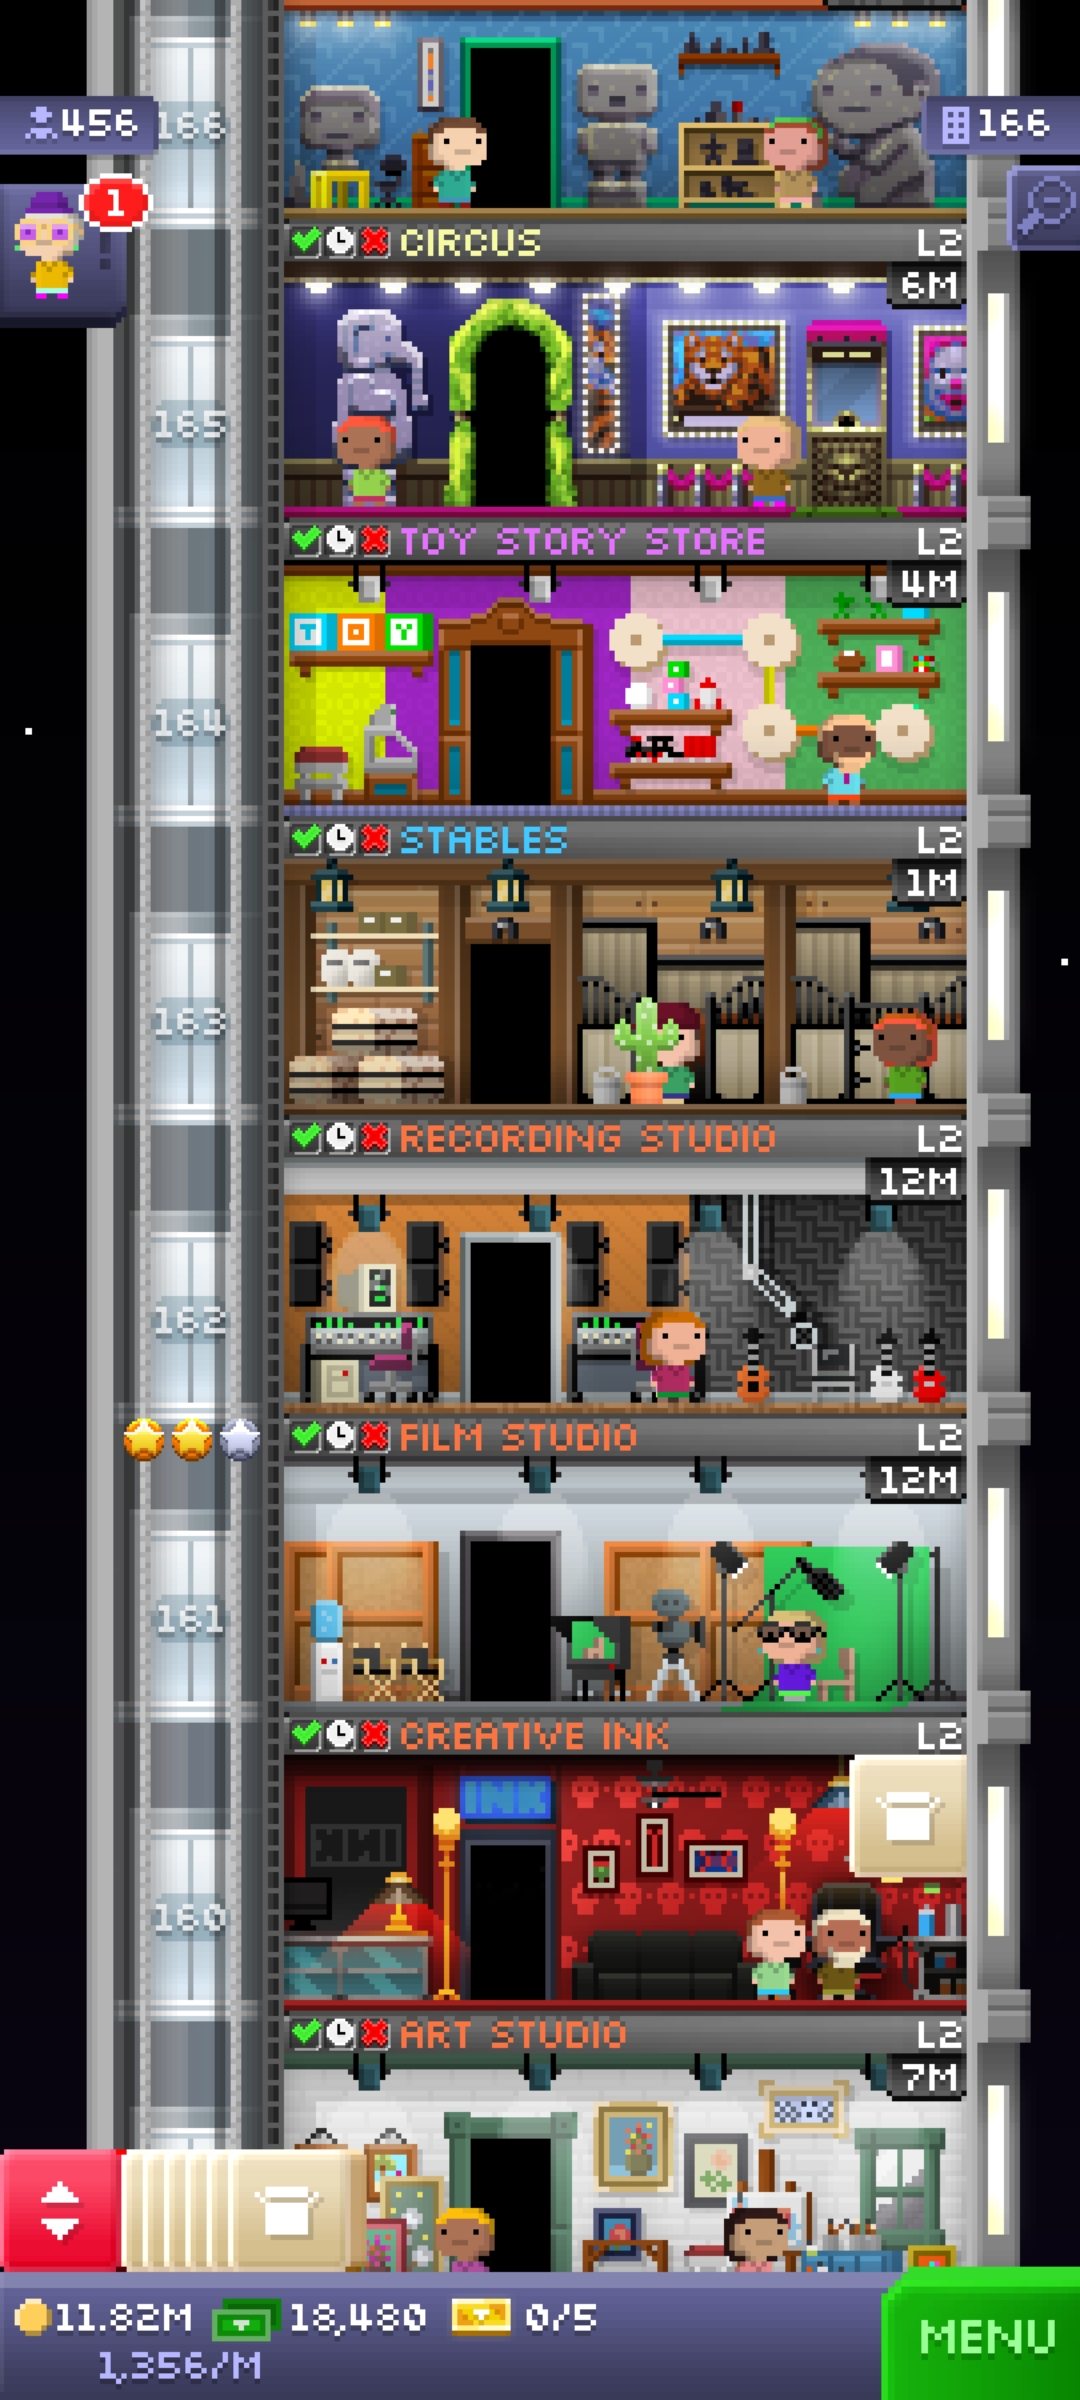 456
166
166
1
CIRCUS L2
6M
165
TOY STORY STORE L2
4M
T O Y
164
STABLES L2
1M
163
RECORDING STUDIO L2
12M
162
FILM STUDIO L2
12M
161
CREATIVE INK L2
INK
INK
160
ART STUDIO L2
7M
11.82M 18,480 0/5
1,356/M
MENU